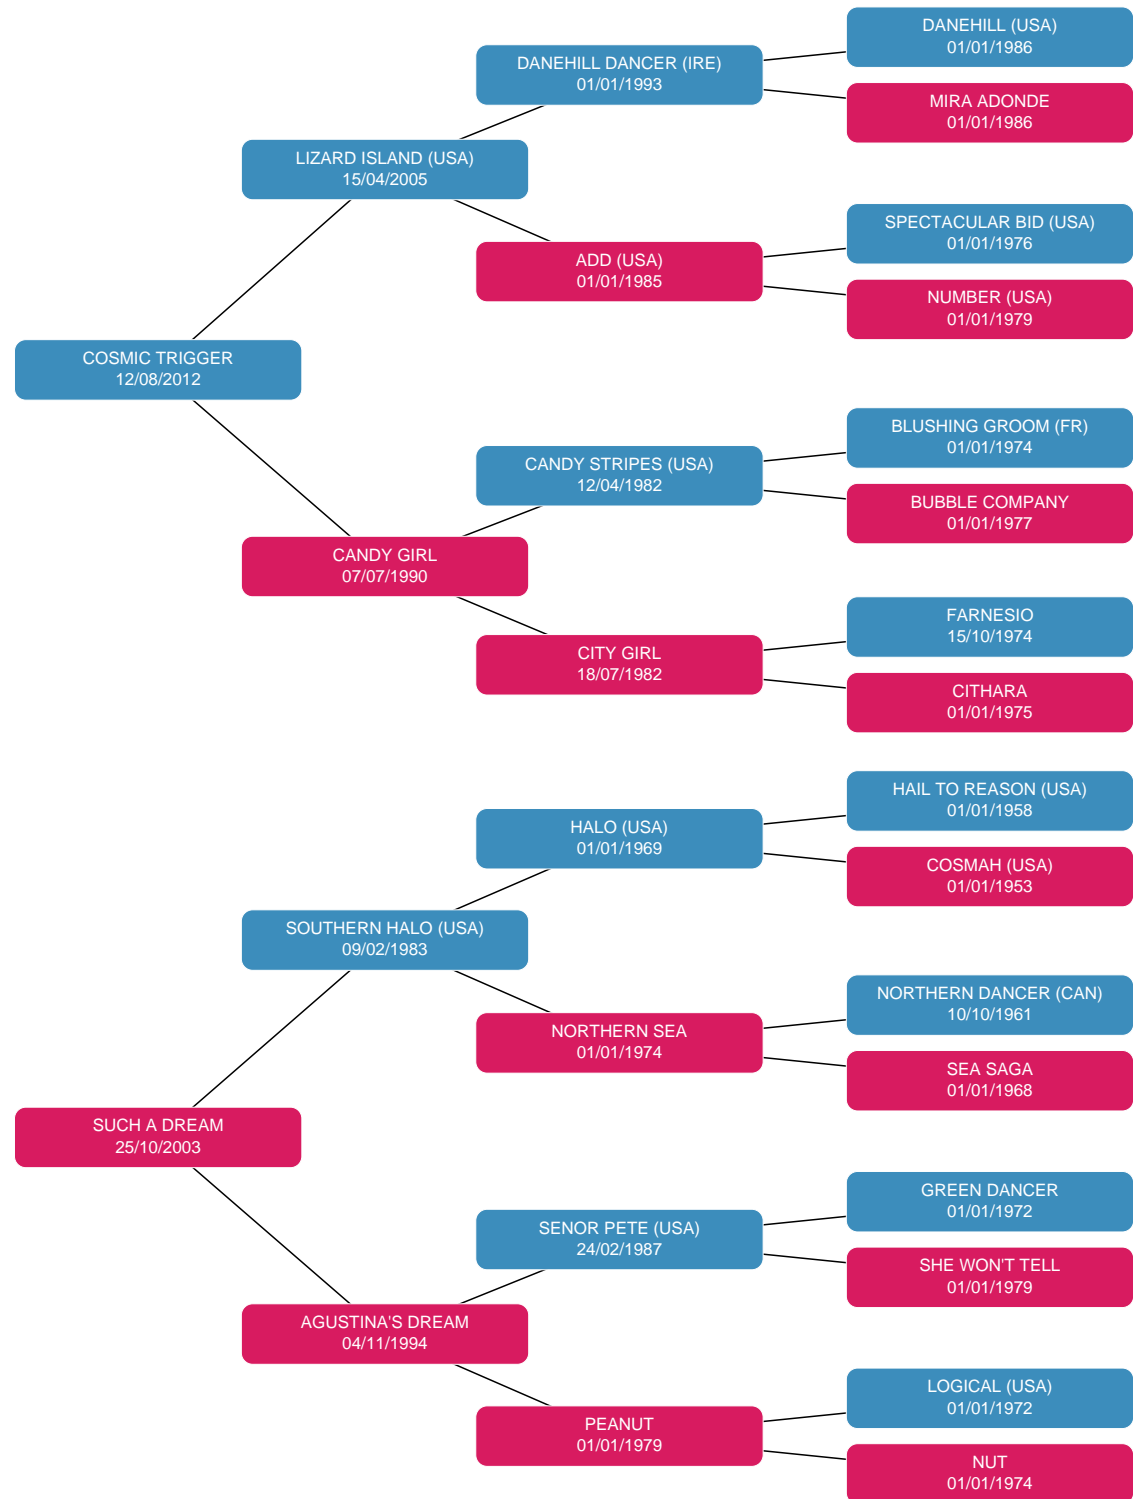 DANEHILL (USA)
01/01/1986
DANEHILL DANCER (IRE)
01/01/1993
MIRA ADONDE
01/01/1986
LIZARD ISLAND (USA)
15/04/2005
SPECTACULAR BID (USA)
01/01/1976
ADD (USA)
01/01/1985
NUMBER (USA)
01/01/1979
COSMIC TRIGGER
12/08/2012
BLUSHING GROOM (FR)
01/01/1974
CANDY STRIPES (USA)
12/04/1982
BUBBLE COMPANY
01/01/1977
CANDY GIRL
07/07/1990
FARNESIO
15/10/1974
CITY GIRL
18/07/1982
CITHARA
01/01/1975
HAIL TO REASON (USA)
01/01/1958
HALO (USA)
01/01/1969
COSMAH (USA)
01/01/1953
SOUTHERN HALO (USA)
09/02/1983
NORTHERN DANCER (CAN)
10/10/1961
NORTHERN SEA
01/01/1974
SEA SAGA
01/01/1968
SUCH A DREAM
25/10/2003
GREEN DANCER
01/01/1972
SENOR PETE (USA)
24/02/1987
SHE WON'T TELL
01/01/1979
AGUSTINA'S DREAM
04/11/1994
LOGICAL (USA)
01/01/1972
PEANUT
01/01/1979
NUT
01/01/1974